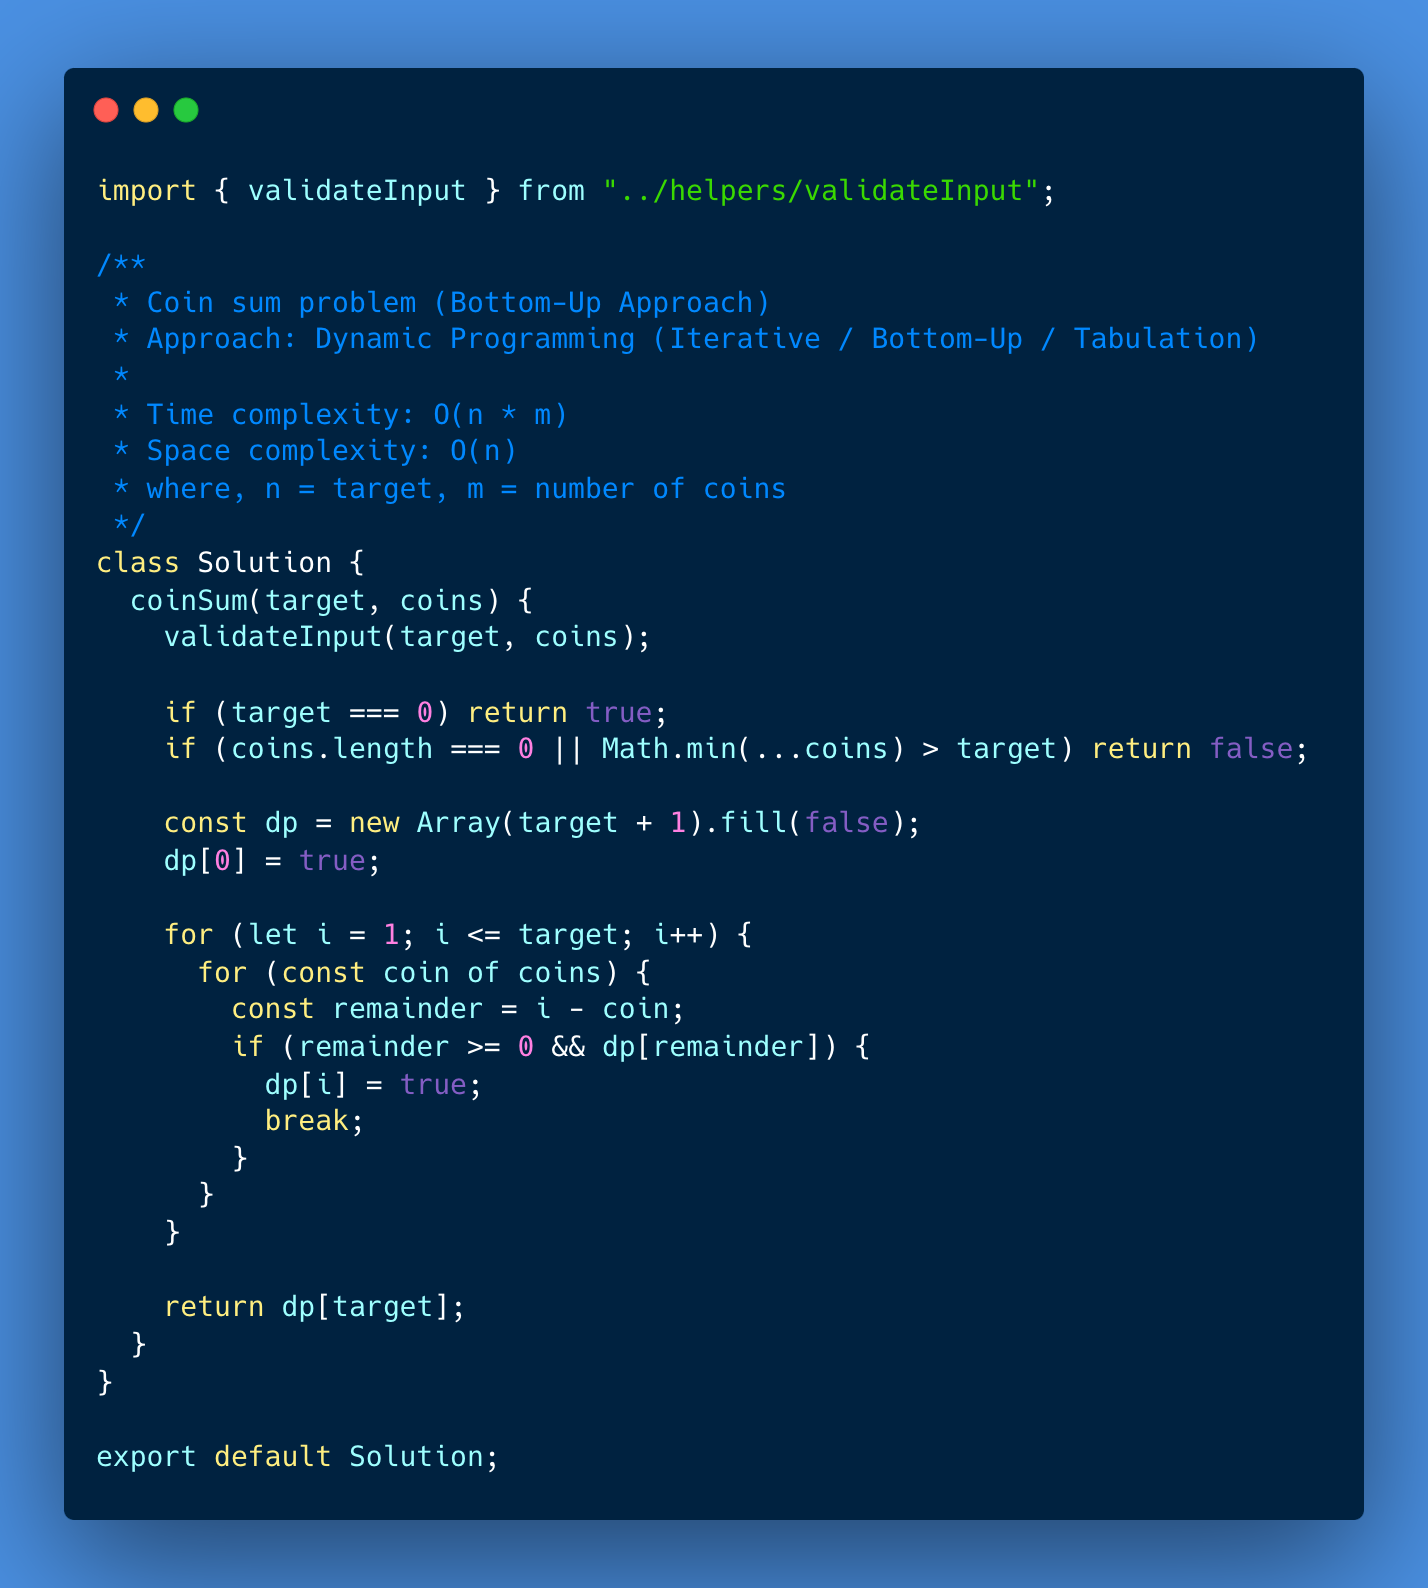 import { validateInput } from "../helpers/validateInput";

/**
 * Coin sum problem (Bottom-Up Approach)
 * Approach: Dynamic Programming (Iterative / Bottom-Up / Tabulation)
 *
 * Time complexity: O(n * m)
 * Space complexity: O(n)
 * where, n = target, m = number of coins
 */
class Solution {
  coinSum(target, coins) {
    validateInput(target, coins);

    if (target === 0) return true;
    if (coins.length === 0 || Math.min(...coins) > target) return false;

    const dp = new Array(target + 1).fill(false);
    dp[0] = true;

    for (let i = 1; i <= target; i++) {
      for (const coin of coins) {
        const remainder = i - coin;
        if (remainder >= 0 && dp[remainder]) {
          dp[i] = true;
          break;
        }
      }
    }

    return dp[target];
  }
}

export default Solution;